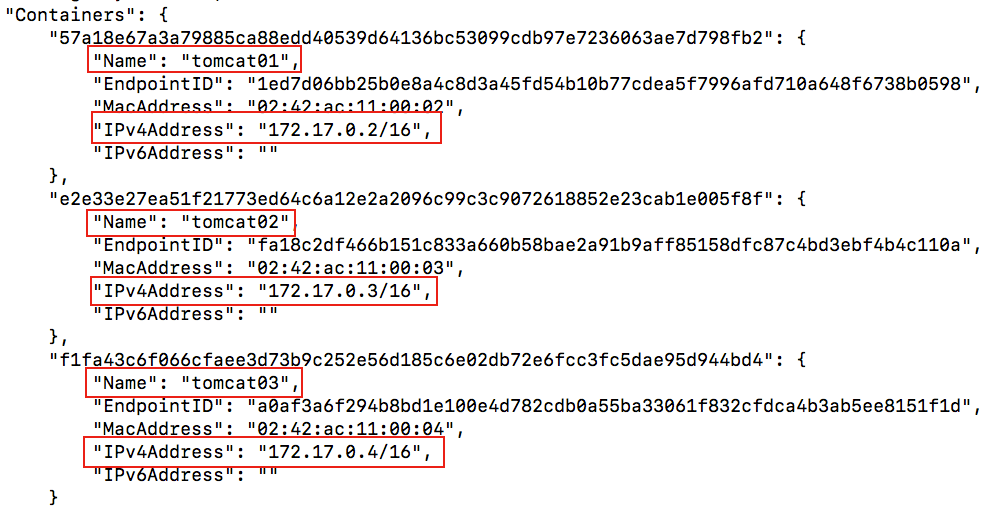 "Containers": {
"57a18e67a3a79885ca88edd40539d64136bc53099cdb97e7236063ae7d798fb2": {
"Name": "tomcat01",
"EndpointID": "1ed7d06bb25b0e8a4c8d3a45fd54b10b77cdea5f7996afd710a648f6738b0598",
"MacAddress": "02:42:ac:11:00:02",
"IPv4Address": "172.17.0.2/16",
"IPv6Address": ""
},
"e2e33e27ea51f21773ed64c6a12e2a2096c99c3c9072618852e23cab1e005f8f": {
"Name": "tomcat02",
"EndpointID": "fa18c2df466b151c833a660b58bae2a91b9aff85158dfc87c4bd3ebf4b4c110a",
"MacAddress": "02:42:ac:11:00:03",
"IPv4Address": "172.17.0.3/16",
"IPv6Address": ""
},
"f1fa43c6f066cfaee3d73b9c252e56d185c6e02db72e6fcc3fc5dae95d944bd4": {
"Name": "tomcat03",
"EndpointID": "a0af3a6f294b8bd1e100e4d782cdb0a55ba33061f832cfdca4b3ab5ee8151f1d",
"MacAddress": "02:42:ac:11:00:04",
"IPv4Address": "172.17.0.4/16",
"IPv6Address": ""
}